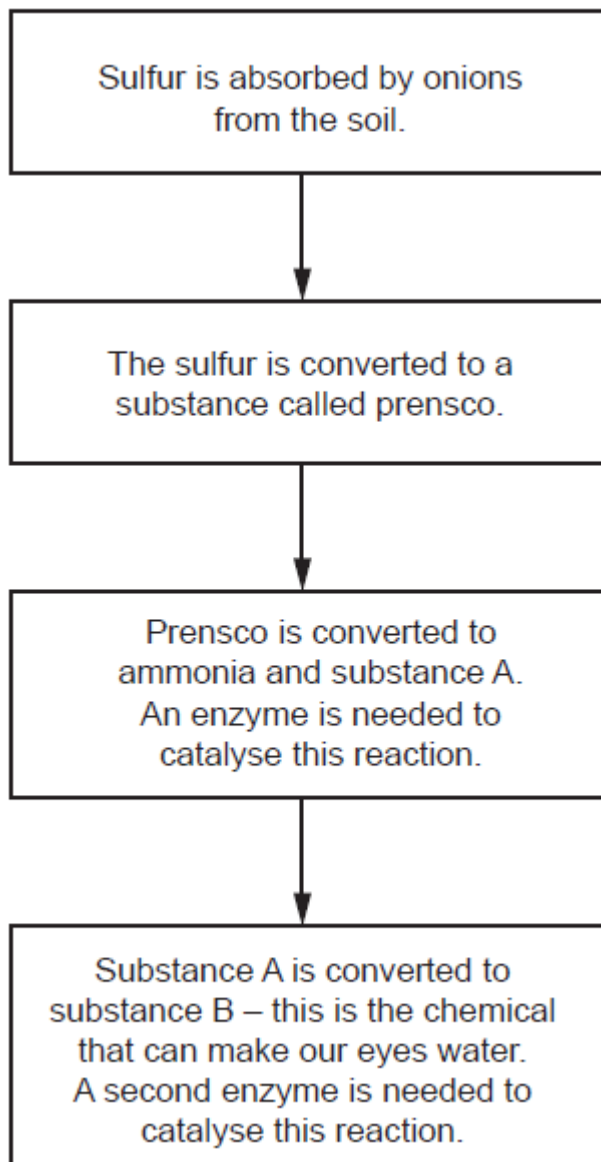 Sulfur is absorbed by onions
from the soil.
The sulfur is converted to a
substance called prensco.
Prensco is converted to
ammonia and substance A.
An enzyme is needed to
catalyse this reaction.
Substance A is converted to
substance B – this is the chemical
that can make our eyes water.
A second enzyme is needed to
catalyse this reaction.